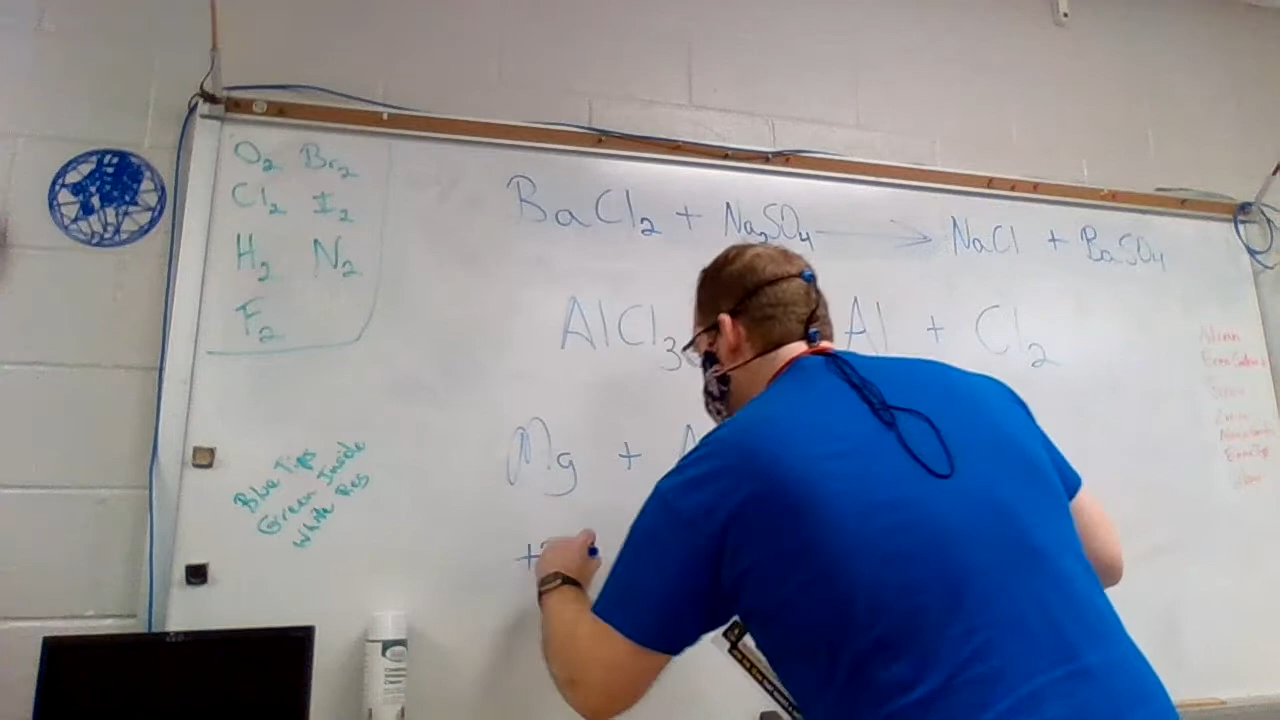 O₂ Br₂
Cl₂ I₂
H₂ N₂
F₂
BaCl₂ + Na₂SO₄ → NaCl + BaSO₄
AlCl₃ Al + Cl₂
Mg +
Blue Tips
Green Inside
White Res